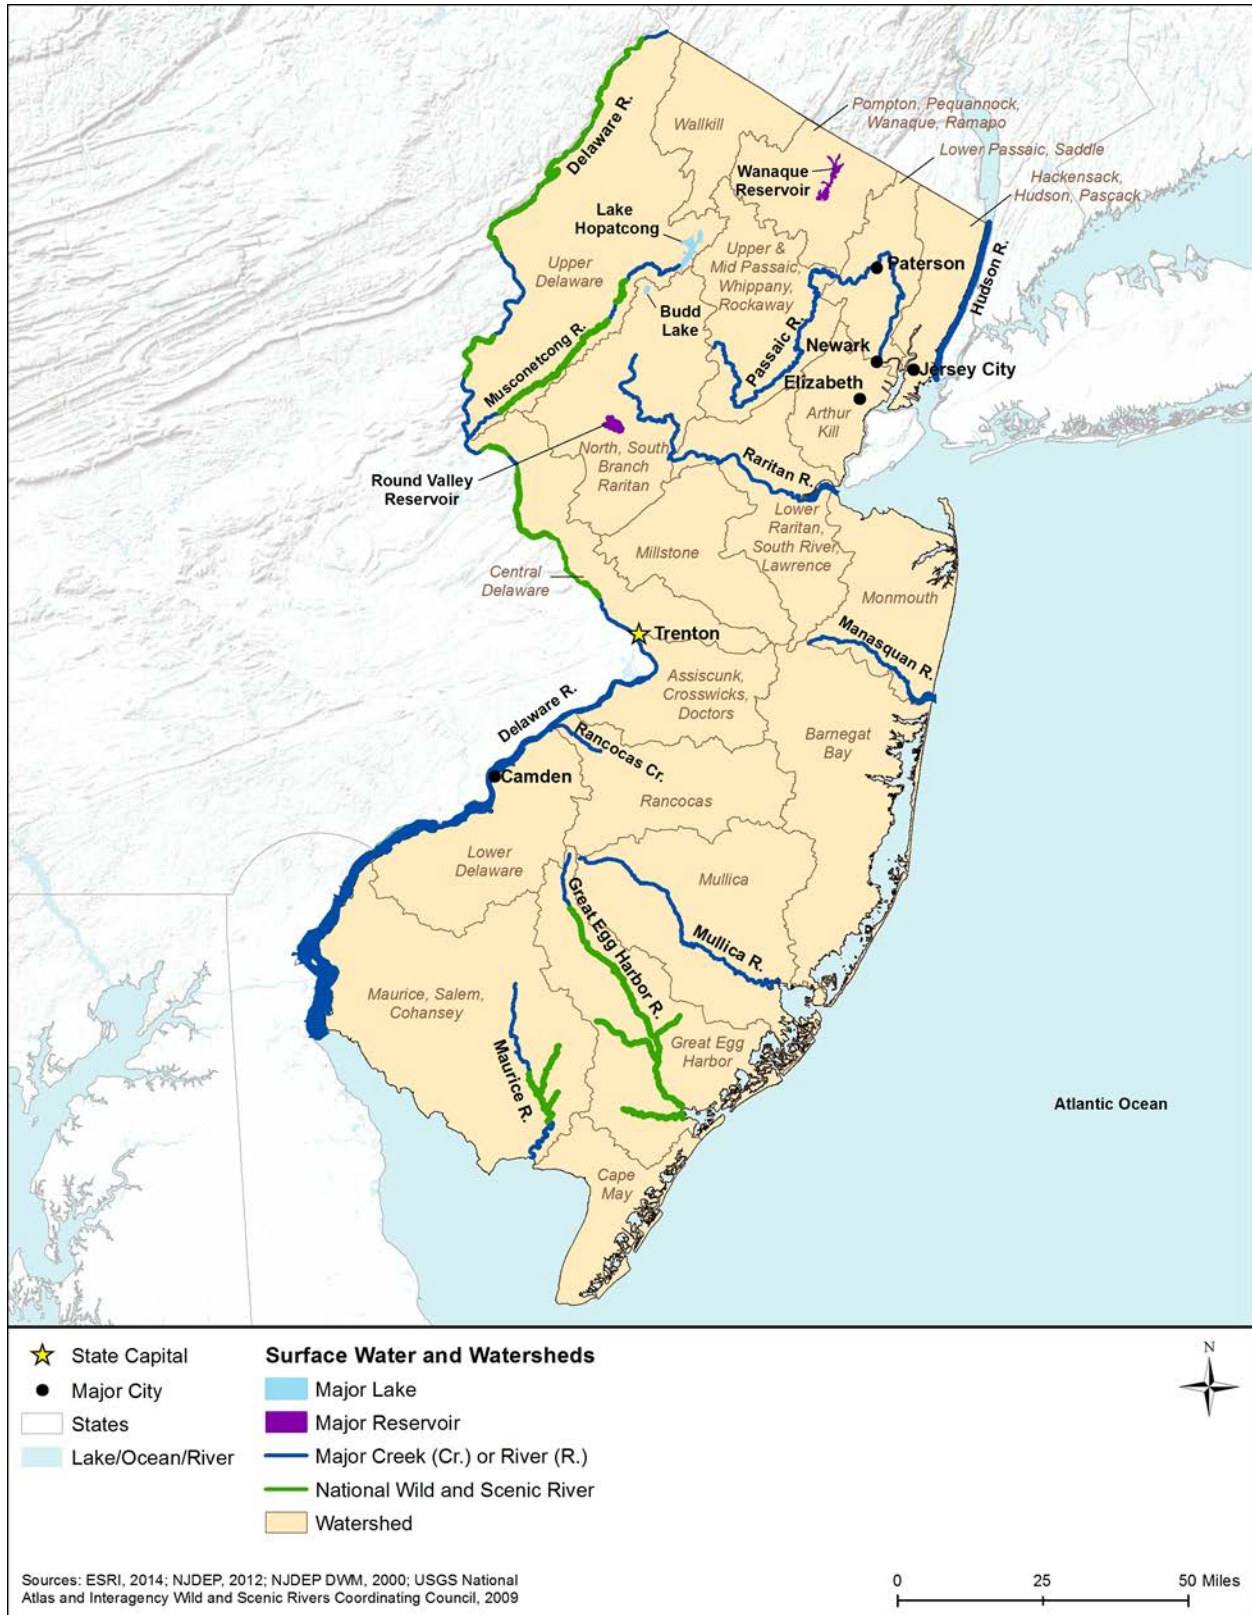 Pompton, Pequannock,
Wanaque, Ramapo
Delaware R.
Wallkill
Lower Passaic, Saddle
Wanaque
Reservoir
Hackensack,
Hudson, Pascack
Lake
Hopatcong
Upper
Delaware
Upper &
Mid Passaic,
Whippany,
Rockaway
Paterson
Hudson R.
Budd
Lake
Musconetcong R.
Passaic R.
Newark
Jersey City
Elizabeth
Arthur
Kill
North, South
Branch
Raritan
Raritan R.
Round Valley
Reservoir
Lower
Raritan,
South River,
Lawrence
Millstone
Central
Delaware
Monmouth
Trenton
Manasquan R.
Assiscunk,
Crosswicks,
Doctors
Delaware R.
Rancocas Cr.
Barnegat
Bay
Camden
Rancocas
Lower
Delaware
Mullica
Great Egg Harbor R.
Mullica R.
Maurice, Salem,
Cohansey
Maurice R.
Great Egg
Harbor
Atlantic Ocean
Cape
May
State Capital
Major City
States
Lake/Ocean/River
Surface Water and Watersheds
Major Lake
Major Reservoir
Major Creek (Cr.) or River (R.)
National Wild and Scenic River
Watershed
N
Sources: ESRI, 2014; NJDEP, 2012; NJDEP DWM, 2000; USGS National
Atlas and Interagency Wild and Scenic Rivers Coordinating Council, 2009
0 25 50 Miles